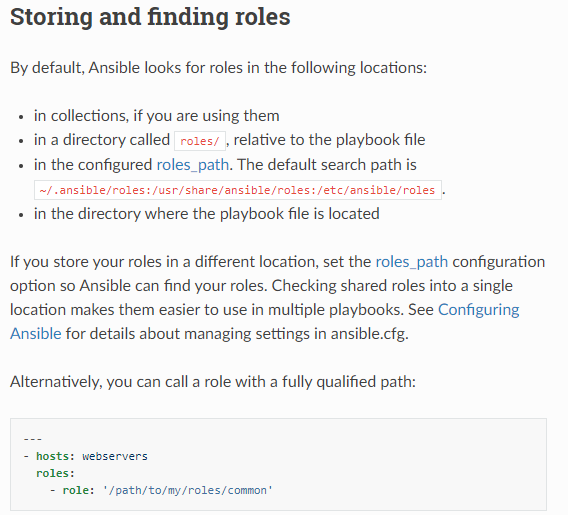 Storing and finding roles
By default, Ansible looks for roles in the following locations:
• in collections, if you are using them
• in a directory called roles/ , relative to the playbook file
• in the configured roles_path. The default search path is
~/.ansible/roles:/usr/share/ansible/roles:/etc/ansible/roles .
• in the directory where the playbook file is located
If you store your roles in a different location, set the roles_path configuration
option so Ansible can find your roles. Checking shared roles into a single
location makes them easier to use in multiple playbooks. See Configuring
Ansible for details about managing settings in ansible.cfg.
Alternatively, you can call a role with a fully qualified path:
---
- hosts: webservers
  roles:
    - role: '/path/to/my/roles/common'